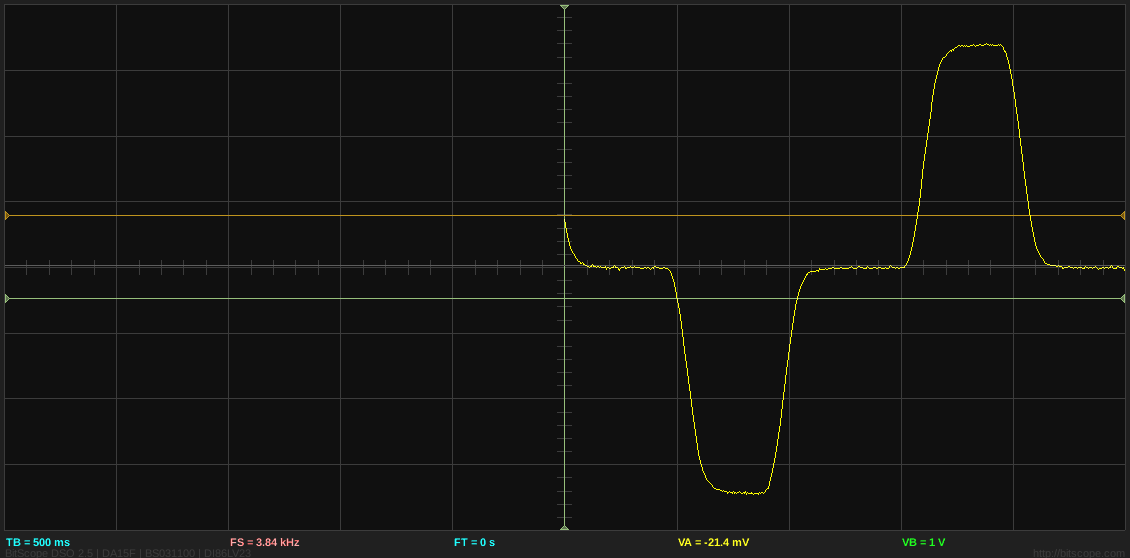 TB = 500 ms FS = 3.84 kHz FT = 0 s VA = -21.4 mV VB = 1 V
BitScope DSO 2.5 | DA15F | BS031100 | DI86LV23 http://bitscope.com